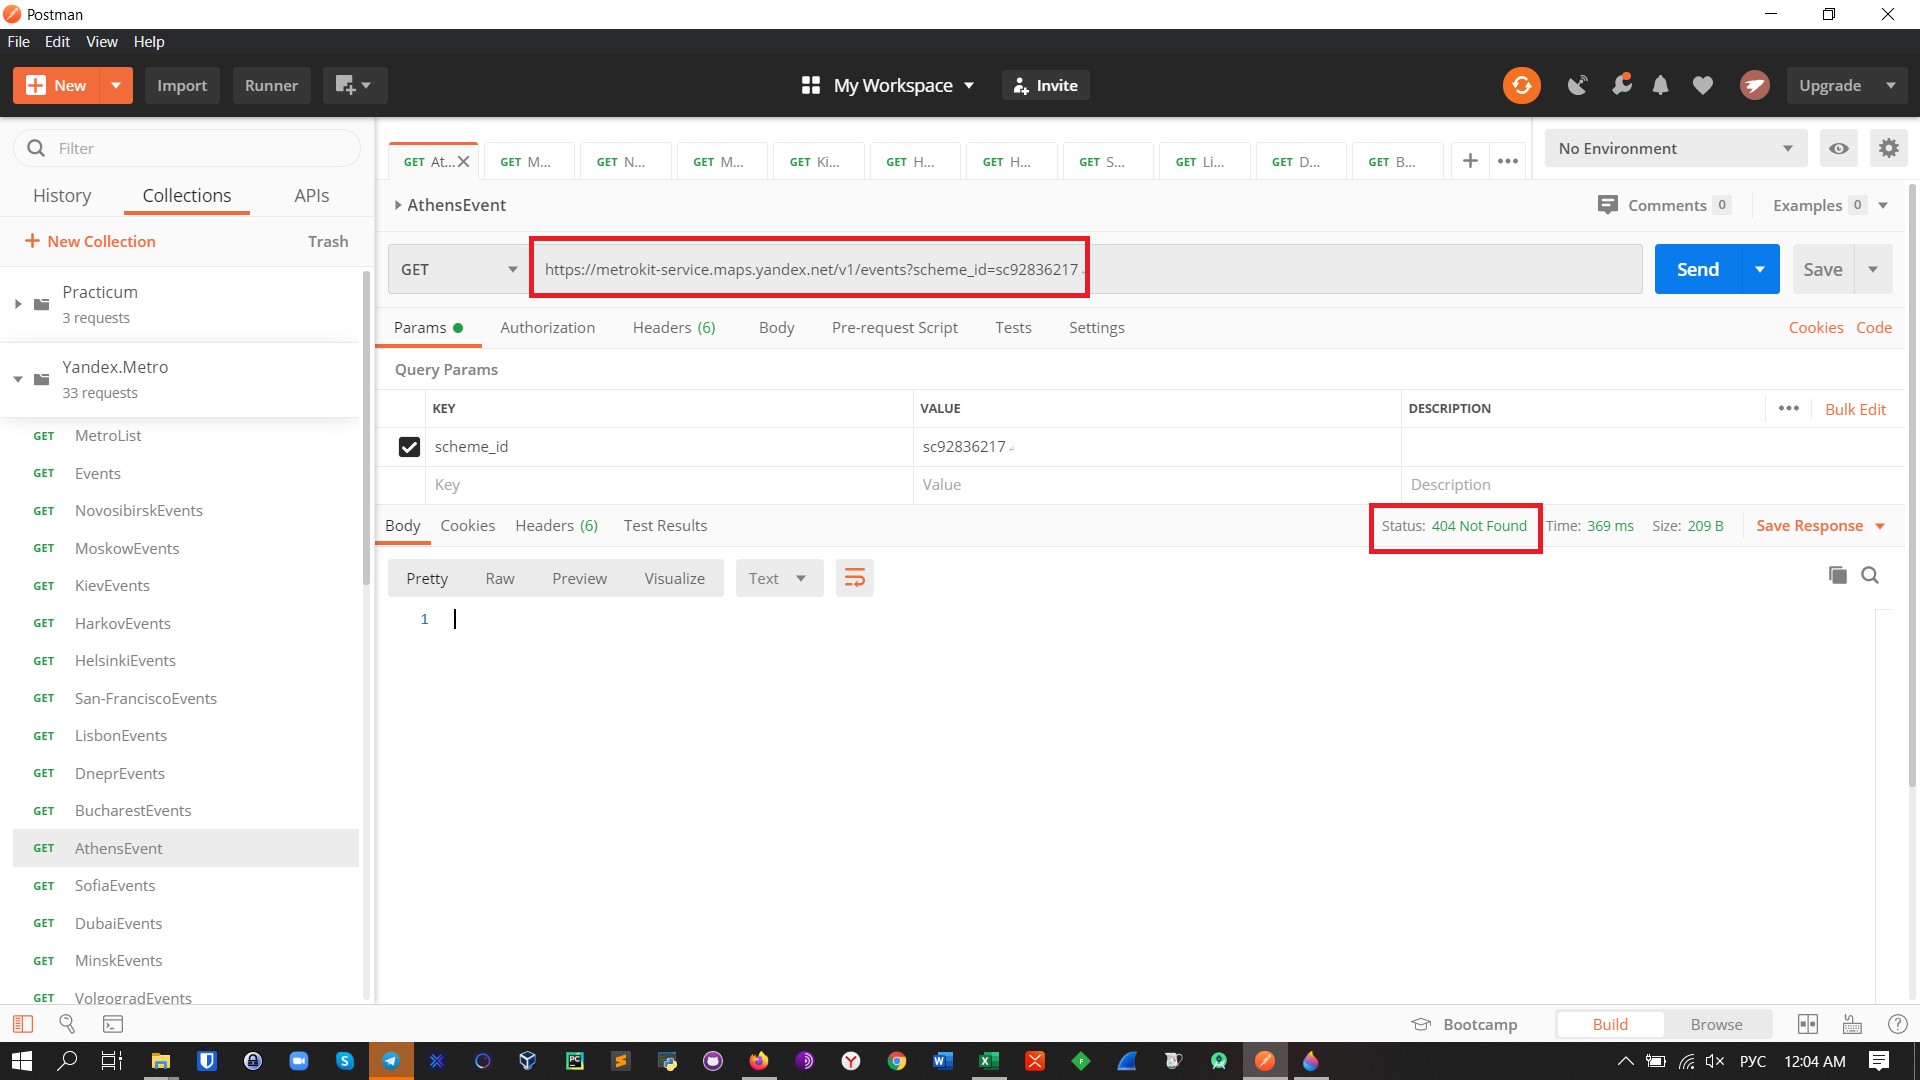 Postman
File Edit View Help
New Import Runner My Workspace Invite Upgrade
Filter
History Collections APIs
New Collection Trash
Practicum
3 requests
Yandex.Metro
33 requests
GET MetroList
GET Events
GET NovosibirskEvents
GET MoskowEvents
GET KievEvents
GET HarkovEvents
GET HelsinkiEvents
GET San-FranciscoEvents
GET LisbonEvents
GET DneprEvents
GET BucharestEvents
GET AthensEvent
GET SofiaEvents
GET DubaiEvents
GET MinskEvents
GET VolgogradEvents
GET At... GET M... GET N... GET M... GET Ki... GET H... GET H... GET S... GET Li... GET D... GET B...
No Environment
AthensEvent Comments 0 Examples 0
GET https://metrokit-service.maps.yandex.net/v1/events?scheme_id=sc92836217 Send Save
Params Authorization Headers (6) Body Pre-request Script Tests Settings Cookies Code
Query Params
KEY VALUE DESCRIPTION Bulk Edit
scheme_id sc92836217
Key Value Description
Body Cookies Headers (6) Test Results Status: 404 Not Found Time: 369 ms Size: 209 B Save Response
Pretty Raw Preview Visualize Text
1
Bootcamp Build Browse
РУС 12:04 AM